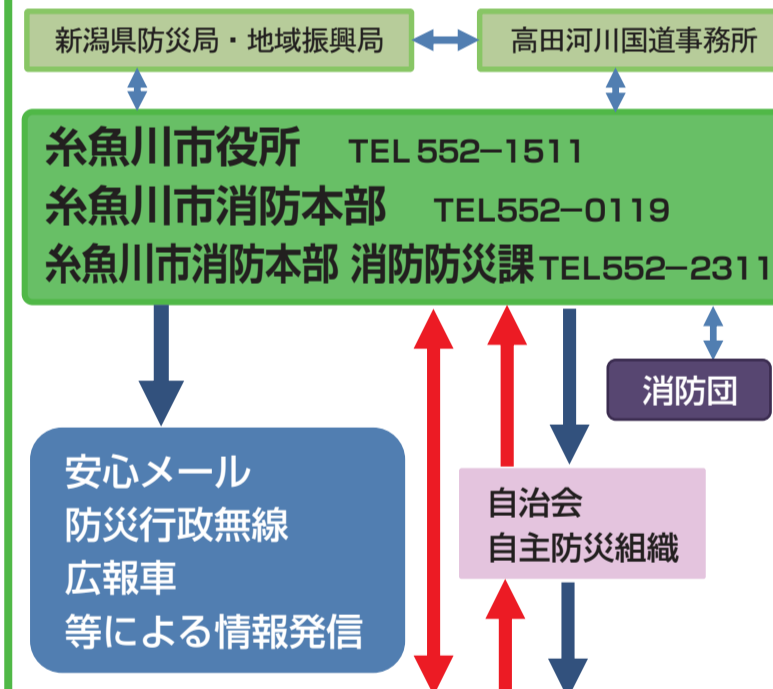 新潟県防災局・地域振興局
高田河川国道事務所
糸魚川市役所 TEL 552−1511
糸魚川市消防本部 TEL552−0119
糸魚川市消防本部 消防防災課 TEL552−2311
消防団
安心メール
防災行政無線
広報車
等による情報発信
自治会
自主防災組織